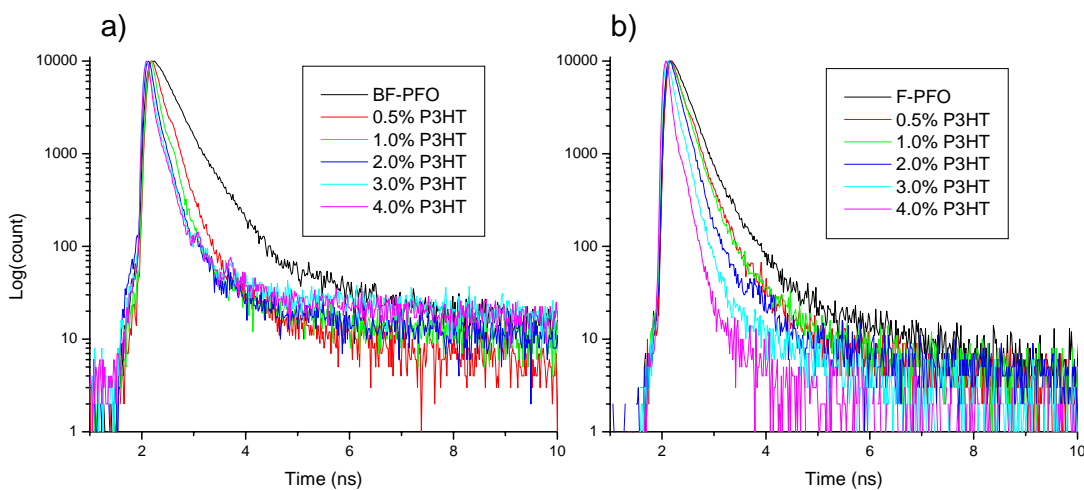 a)
b)
10000
1000
100
10
1
Log(count)
BF-PFO
0.5% P3HT
1.0% P3HT
2.0% P3HT
3.0% P3HT
4.0% P3HT
2
4
6
8
10
Time (ns)
10000
1000
100
10
1
F-PFO
0.5% P3HT
1.0% P3HT
2.0% P3HT
3.0% P3HT
4.0% P3HT
2
4
6
8
10
Time (ns)